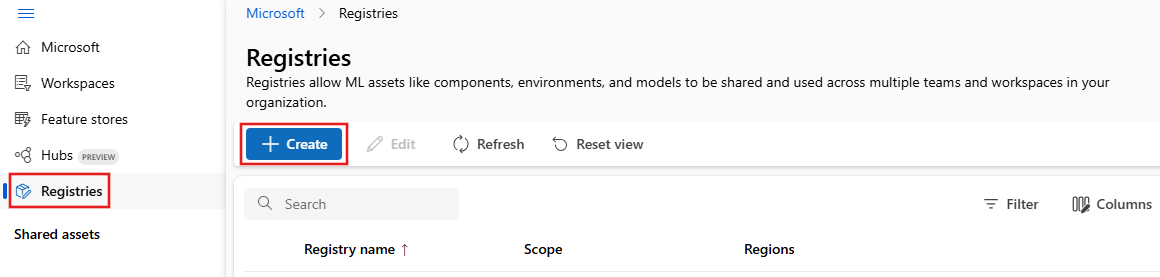 Microsoft > Registries
Microsoft
Workspaces
Feature stores
Hubs PREVIEW
Registries
Shared assets
Registries
Registries allow ML assets like components, environments, and models to be shared and used across multiple teams and workspaces in your
organization.
+ Create Edit Refresh Reset view
Search Filter Columns
Registry name ↑ Scope Regions